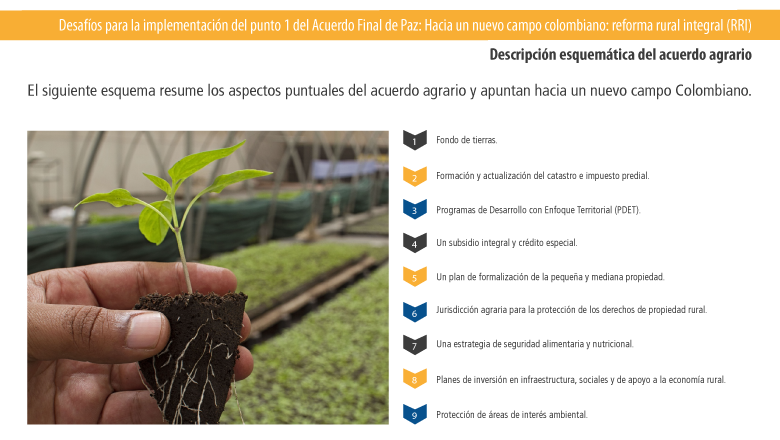 Desafíos para la implementación del punto 1 del Acuerdo Final de Paz: Hacia un nuevo campo colombiano: reforma rural integral (RRI)
Descripción esquemática del acuerdo agrario
El siguiente esquema resume los aspectos puntuales del acuerdo agrario y apuntan hacia un nuevo campo Colombiano.
1 Fondo de tierras.
2 Formación y actualización del catastro e impuesto predial.
3 Programas de Desarrollo con Enfoque Territorial (PDET).
4 Un subsidio integral y crédito especial.
5 Un plan de formalización de la pequeña y mediana propiedad.
6 Jurisdicción agraria para la protección de los derechos de propiedad rural.
7 Una estrategia de seguridad alimentaria y nutricional.
8 Planes de inversión en infraestructura, sociales y de apoyo a la economía rural.
9 Protección de áreas de interés ambiental.